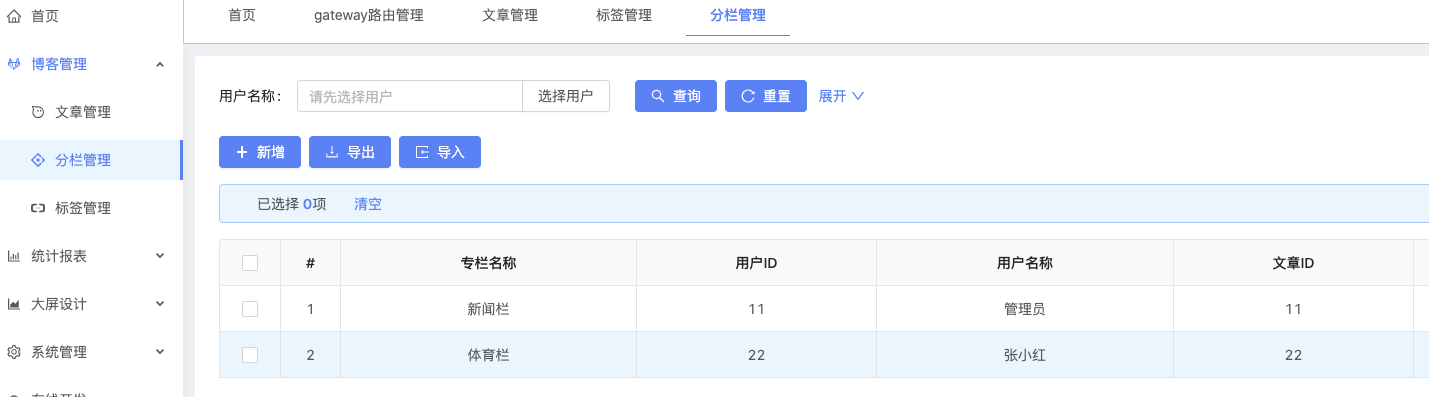 首页
博客管理
文章管理
分栏管理
标签管理
统计报表
大屏设计
系统管理
在线开发
首页 gateway路由管理 文章管理 标签管理 分栏管理
用户名称： 请先选择用户 选择用户 查询 重置 展开
新增 导出 导入
已选择 0项 清空
# 专栏名称 用户ID 用户名称 文章ID
1 新闻栏 11 管理员 11
2 体育栏 22 张小红 22